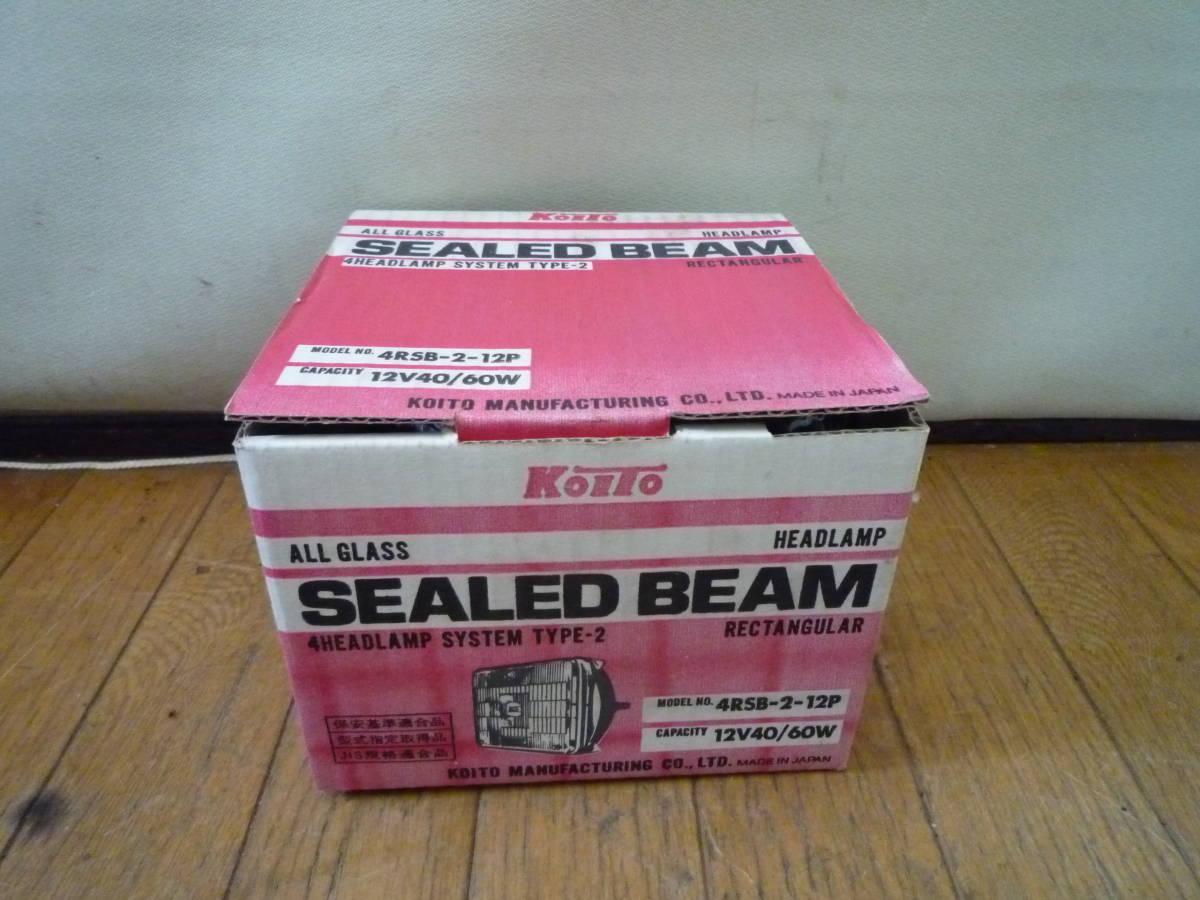 KOITO
ALL GLASS HEADLAMP
SEALED BEAM
4HEADLAMP SYSTEM TYPE-2 RECTANGULAR
MODEL NO. 4RSB-2-12P
CAPACITY 12V40/60W
KOITO MANUFACTURING CO., LTD. MADE IN JAPAN
KOITO
ALL GLASS HEADLAMP
SEALED BEAM
4HEADLAMP SYSTEM TYPE-2 RECTANGULAR
MODEL NO. 4RSB-2-12P
CAPACITY 12V40/60W
保安基準適合品
型式指定取得品
JIS規格適合品
KOITO MANUFACTURING CO., LTD. MADE IN JAPAN